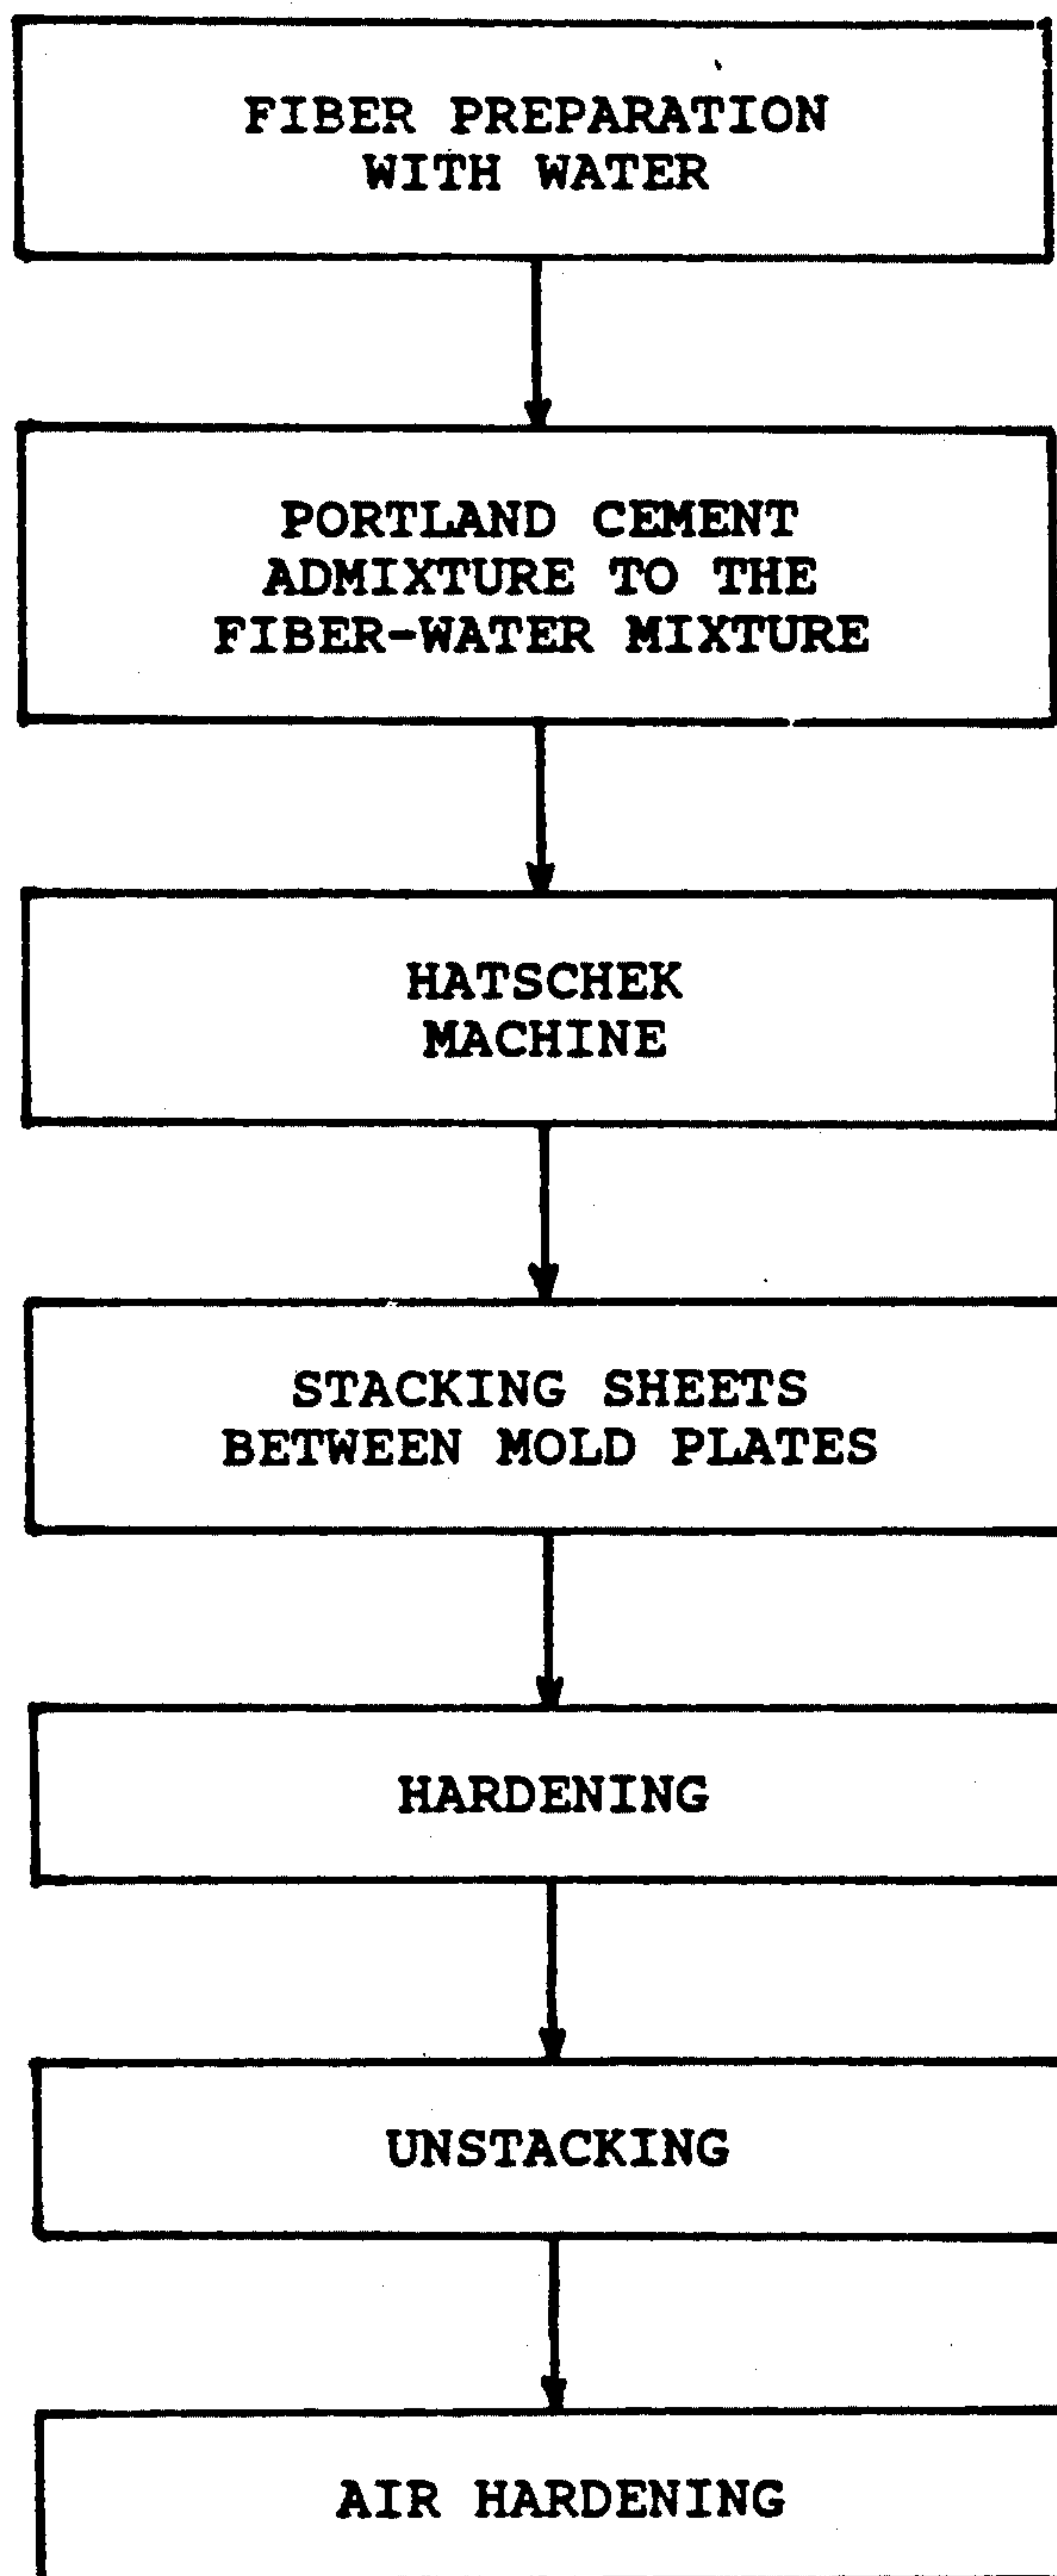 FIBER PREPARATION
WITH WATER
PORTLAND CEMENT
ADMIXTURE TO THE
FIBER-WATER MIXTURE
HATSCHEK
MACHINE
STACKING SHEETS
BETWEEN MOLD PLATES
HARDENING
UNSTACKING
AIR HARDENING